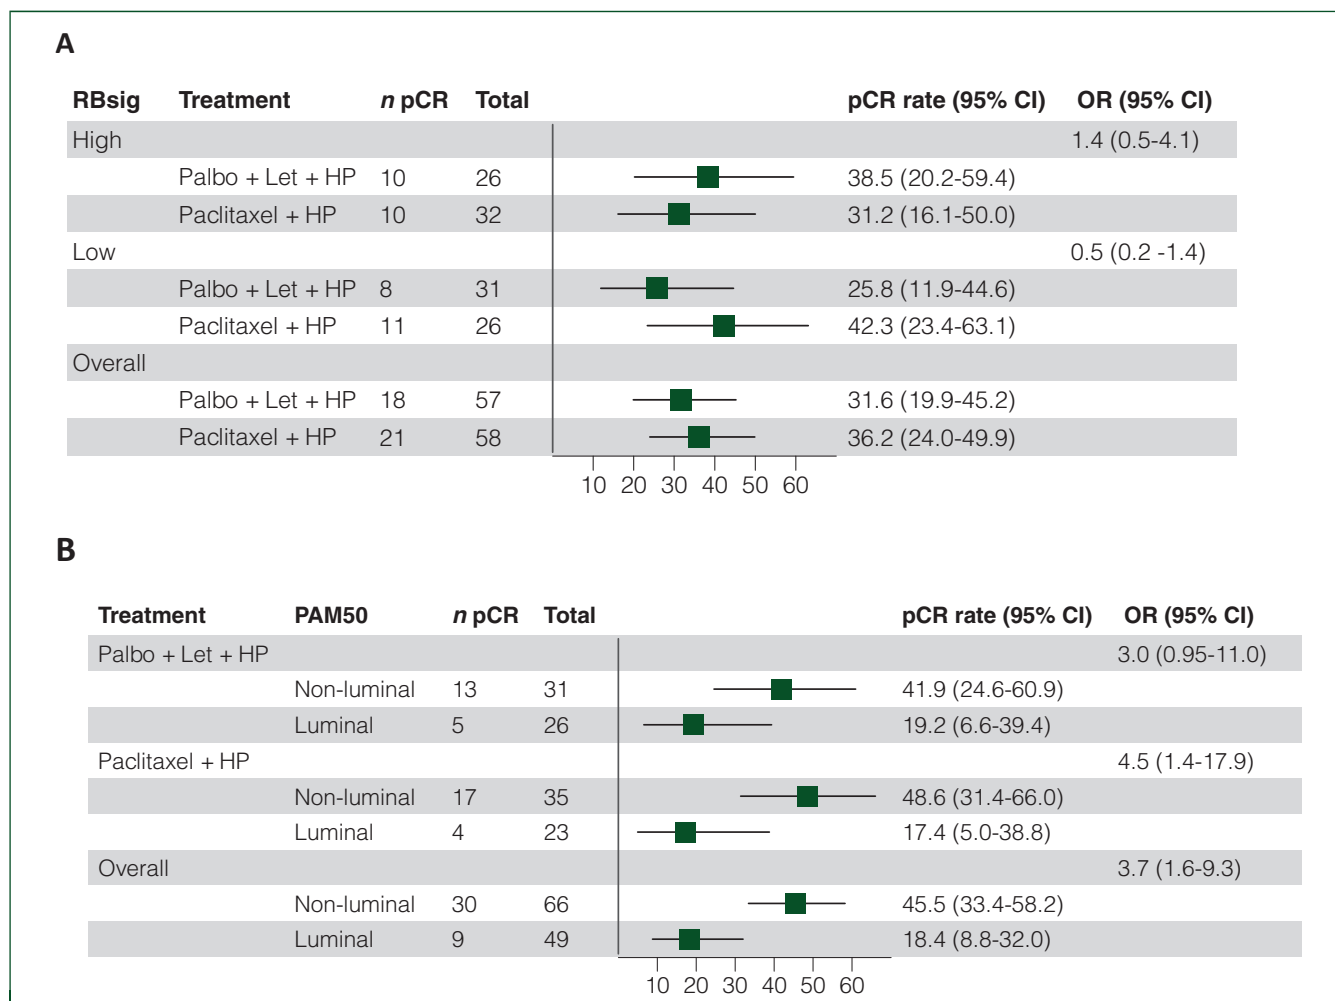 A
RBsig Treatment n pCR Total pCR rate (95% CI) OR (95% CI)
High 1.4 (0.5-4.1)
Palbo + Let + HP 10 26 38.5 (20.2-59.4)
Paclitaxel + HP 10 32 31.2 (16.1-50.0)
Low 0.5 (0.2 -1.4)
Palbo + Let + HP 8 31 25.8 (11.9-44.6)
Paclitaxel + HP 11 26 42.3 (23.4-63.1)
Overall
Palbo + Let + HP 18 57 31.6 (19.9-45.2)
Paclitaxel + HP 21 58 36.2 (24.0-49.9)
10 20 30 40 50 60
B
Treatment PAM50 n pCR Total pCR rate (95% CI) OR (95% CI)
Palbo + Let + HP 3.0 (0.95-11.0)
Non-luminal 13 31 41.9 (24.6-60.9)
Luminal 5 26 19.2 (6.6-39.4)
Paclitaxel + HP 4.5 (1.4-17.9)
Non-luminal 17 35 48.6 (31.4-66.0)
Luminal 4 23 17.4 (5.0-38.8)
Overall 3.7 (1.6-9.3)
Non-luminal 30 66 45.5 (33.4-58.2)
Luminal 9 49 18.4 (8.8-32.0)
10 20 30 40 50 60